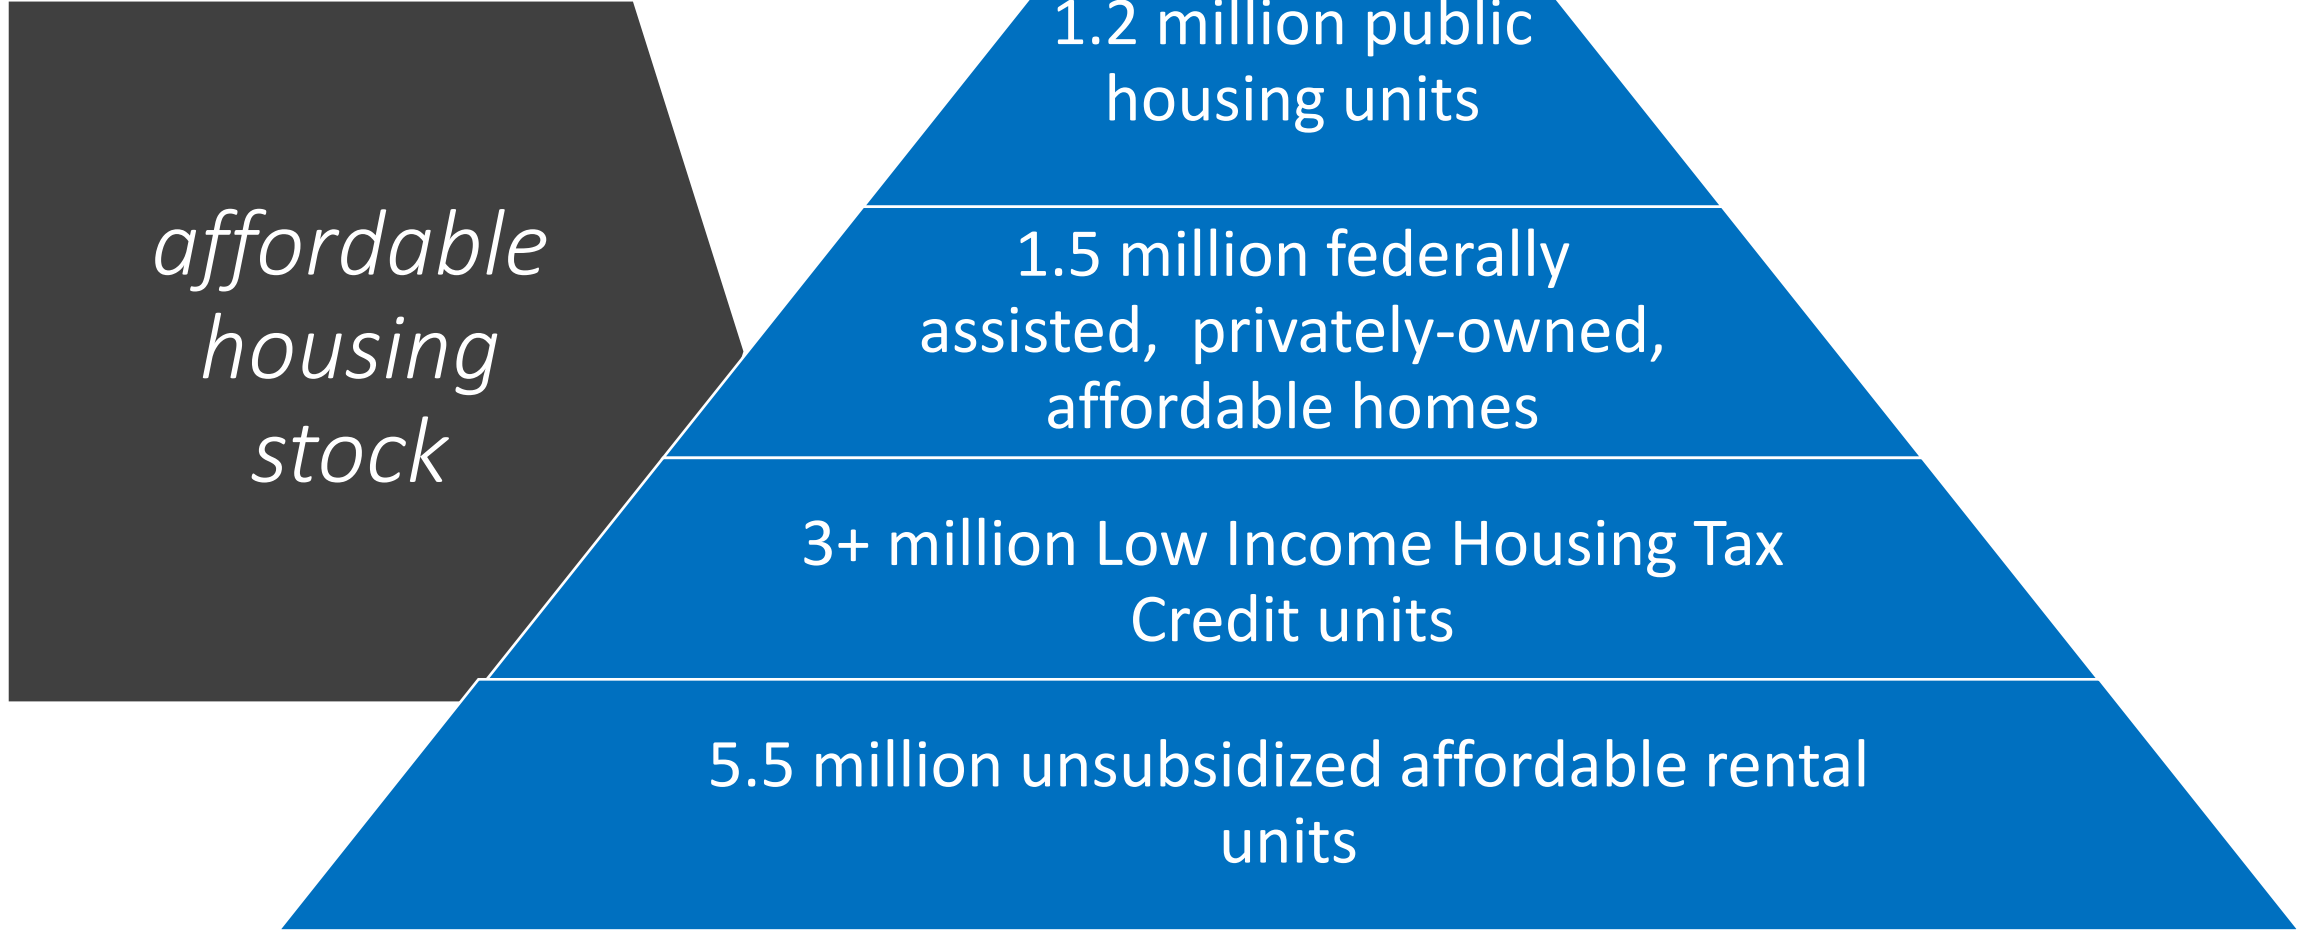 affordable
housing
stock
1.2 million public
housing units
1.5 million federally
assisted,  privately-owned,
affordable homes
3+ million Low Income Housing Tax
Credit units
5.5 million unsubsidized affordable rental
units